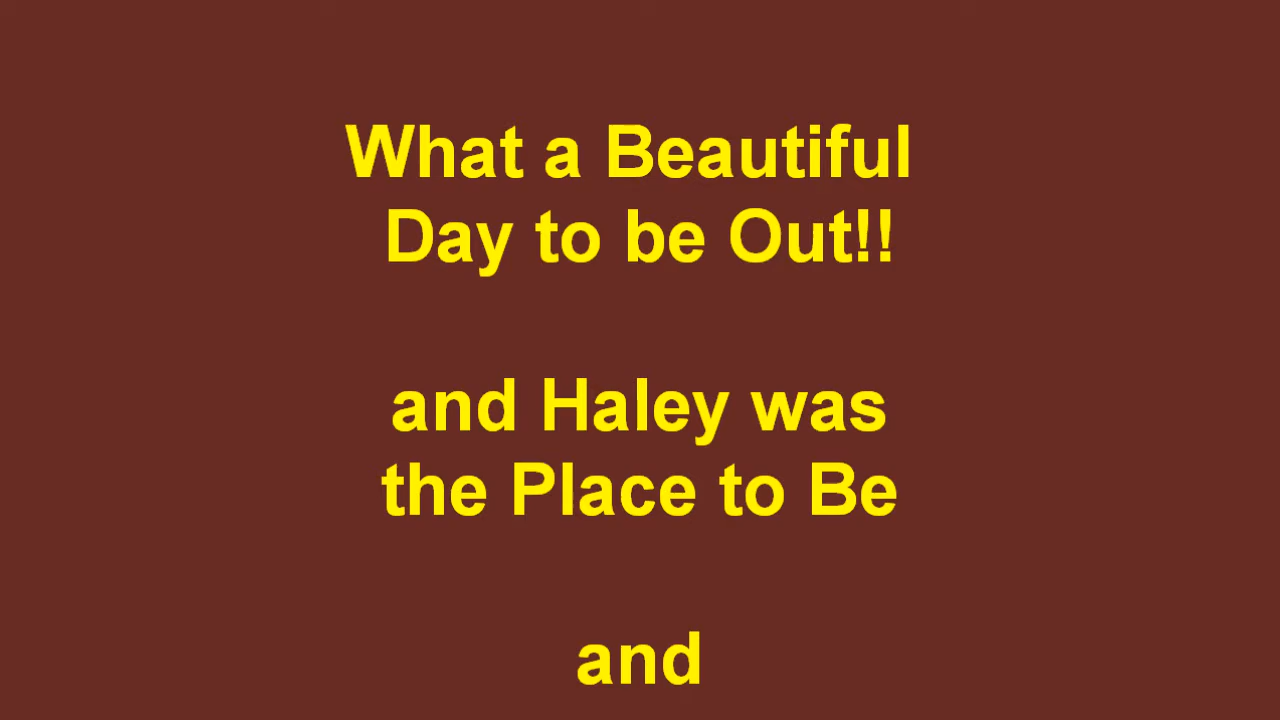 What a Beautiful
Day to be Out!!
and Haley was
the Place to Be
and